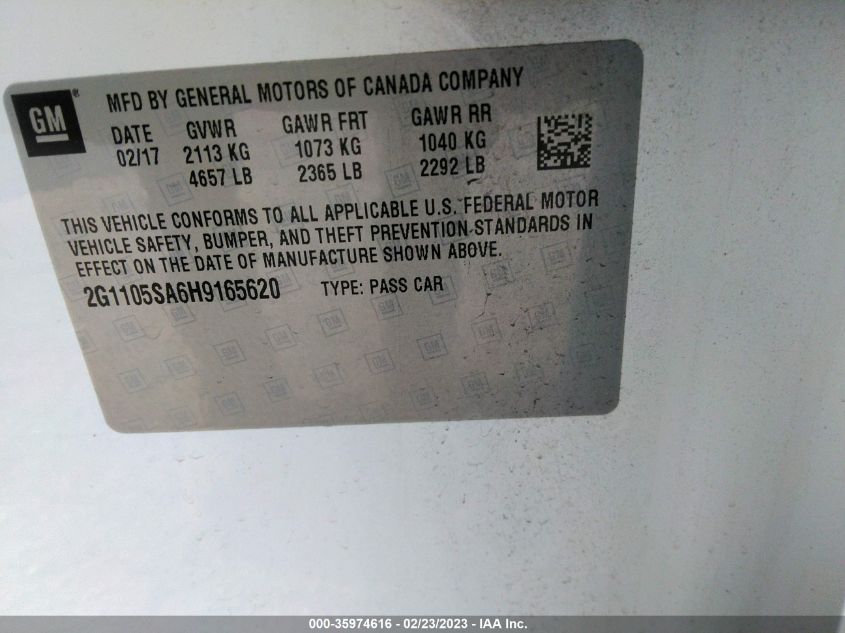 GM
MFD BY GENERAL MOTORS OF CANADA COMPANY
DATE GVWR GAWR FRT GAWR RR
02/17 2113 KG 1073 KG 1040 KG
4657 LB 2365 LB 2292 LB
THIS VEHICLE CONFORMS TO ALL APPLICABLE U.S. FEDERAL MOTOR
VEHICLE SAFETY, BUMPER, AND THEFT PREVENTION STANDARDS IN
EFFECT ON THE DATE OF MANUFACTURE SHOWN ABOVE.
2G1105SA6H9165620 TYPE: PASS CAR
000-35974616 - 02/23/2023 - IAA Inc.